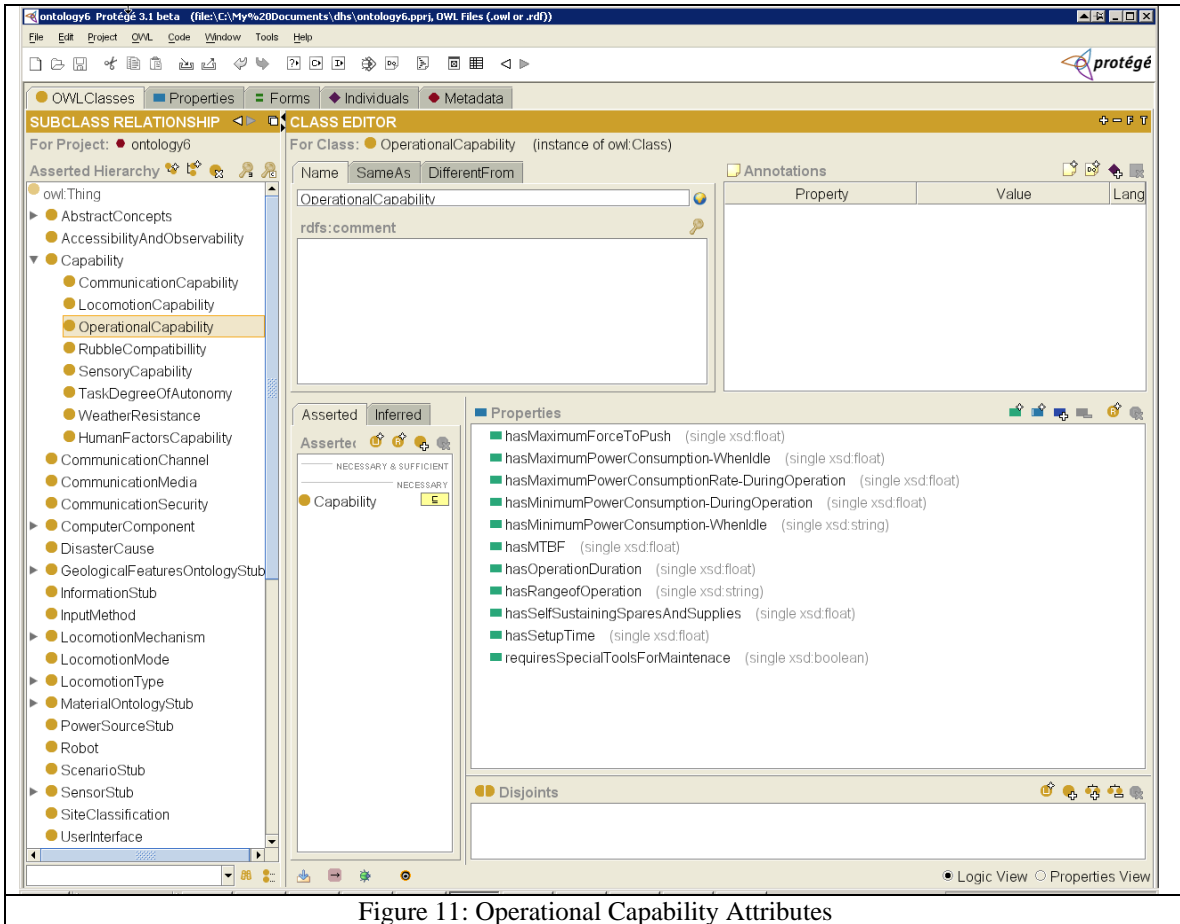 ontology6 Protégé 3.1 beta (file:\C:\My%20Documents\dhs\ontology6.pprj, OWL Files (.owl or .rdf))
File Edit Project OWL Code Window Tools Help
protégé
OWLClasses Properties Forms Individuals Metadata
SUBCLASS RELATIONSHIP
For Project: ontology6
Asserted Hierarchy
owl:Thing
AbstractConcepts
AccessibilityAndObservability
Capability
CommunicationCapability
LocomotionCapability
OperationalCapability
RubbleCompatibillity
SensoryCapability
TaskDegreeOfAutonomy
WeatherResistance
HumanFactorsCapability
CommunicationChannel
CommunicationMedia
CommunicationSecurity
ComputerComponent
DisasterCause
GeologicalFeaturesOntologyStub
InformationStub
InputMethod
LocomotionMechanism
LocomotionMode
LocomotionType
MaterialOntologyStub
PowerSourceStub
Robot
ScenarioStub
SensorStub
SiteClassification
UserInterface
CLASS EDITOR
For Class: OperationalCapability (instance of owl:Class)
Name SameAs DifferentFrom
OperationalCapability
rdfs:comment
Annotations
Property Value Lang
Asserted Inferred
Asserted
NECESSARY & SUFFICIENT
NECESSARY
Capability
Properties
hasMaximumForceToPush (single xsd:float)
hasMaximumPowerConsumption-WhenIdle (single xsd:float)
hasMaximumPowerConsumptionRate-DuringOperation (single xsd:float)
hasMinimumPowerConsumption-DuringOperation (single xsd:float)
hasMinimumPowerConsumption-WhenIdle (single xsd:string)
hasMTBF (single xsd:float)
hasOperationDuration (single xsd:float)
hasRangeofOperation (single xsd:string)
hasSelfSustainingSparesAndSupplies (single xsd:float)
hasSetupTime (single xsd:float)
requiresSpecialToolsForMaintenace (single xsd:boolean)
Disjoints
Logic View Properties View
Figure 11: Operational Capability Attributes